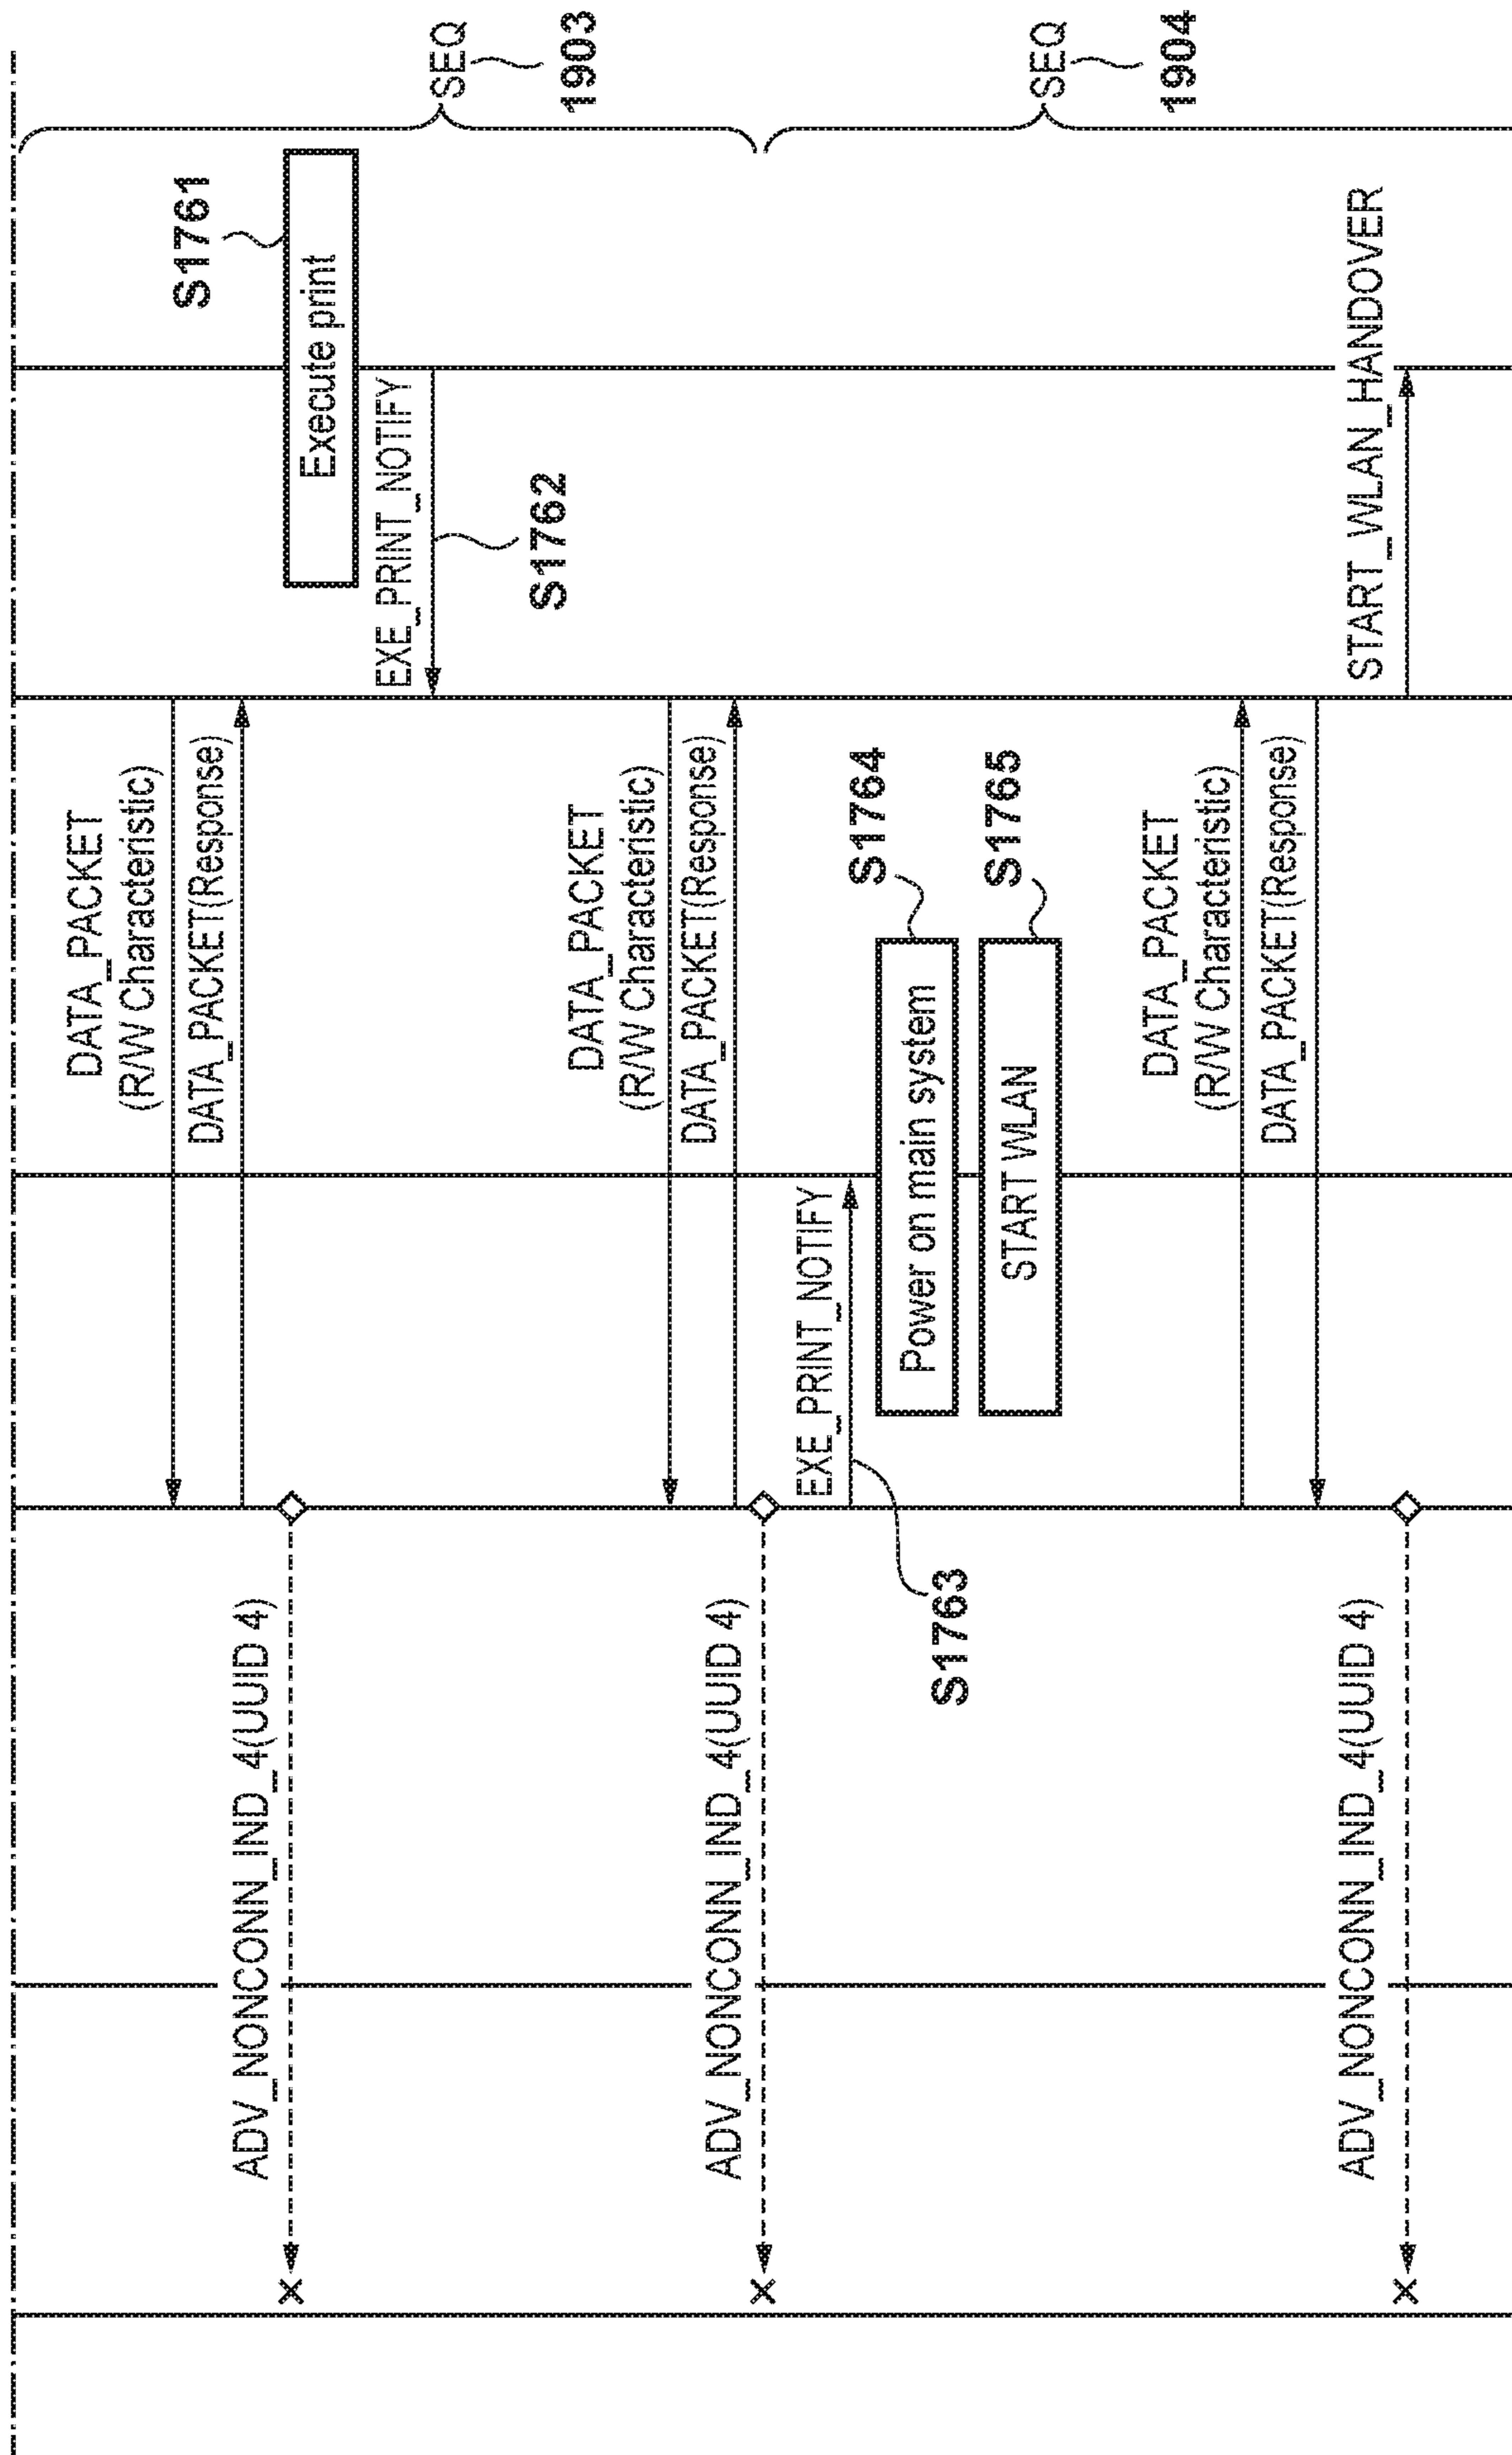 DATA_PACKET
(R/W Characteristic)
S1761
SEQ
1903
DATA_PACKET(Response)
ADV_NONCONN_IND_4(UUID 4)
Execute print
EXE_PRINT_NOTIFY
S1762
DATA_PACKET
(R/W Characteristic)
DATA_PACKET(Response)
ADV_NONCONN_IND_4(UUID 4)
EXE_PRINT_NOTIFY
S1763
S1764
Power on main system
S1765
START WLAN
SEQ
1904
DATA_PACKET
(R/W Characteristic)
DATA_PACKET(Response)
ADV_NONCONN_IND_4(UUID 4)
START_WLAN_HANDOVER